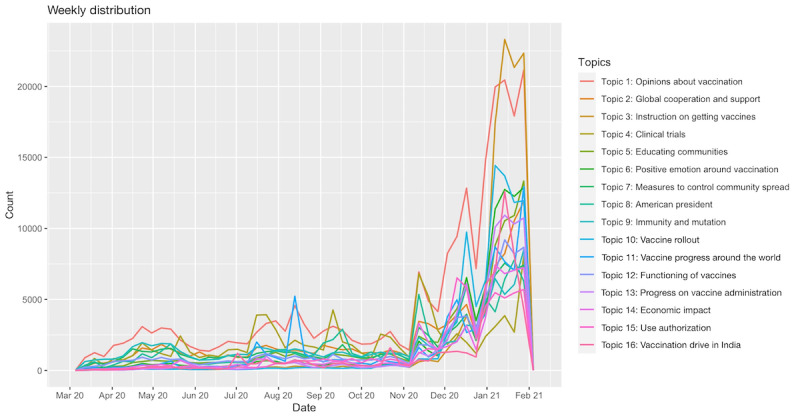 Weekly distribution
Count
20000
15000
10000
5000
0
Mar 20 Apr 20 May 20 Jun 20 Jul 20 Aug 20 Sep 20 Oct 20 Nov 20 Dec 20 Jan 21 Feb 21
Date
Topics
Topic 1: Opinions about vaccination
Topic 2: Global cooperation and support
Topic 3: Instruction on getting vaccines
Topic 4: Clinical trials
Topic 5: Educating communities
Topic 6: Positive emotion around vaccination
Topic 7: Measures to control community spread
Topic 8: American president
Topic 9: Immunity and mutation
Topic 10: Vaccine rollout
Topic 11: Vaccine progress around the world
Topic 12: Functioning of vaccines
Topic 13: Progress on vaccine administration
Topic 14: Economic impact
Topic 15: Use authorization
Topic 16: Vaccination drive in India